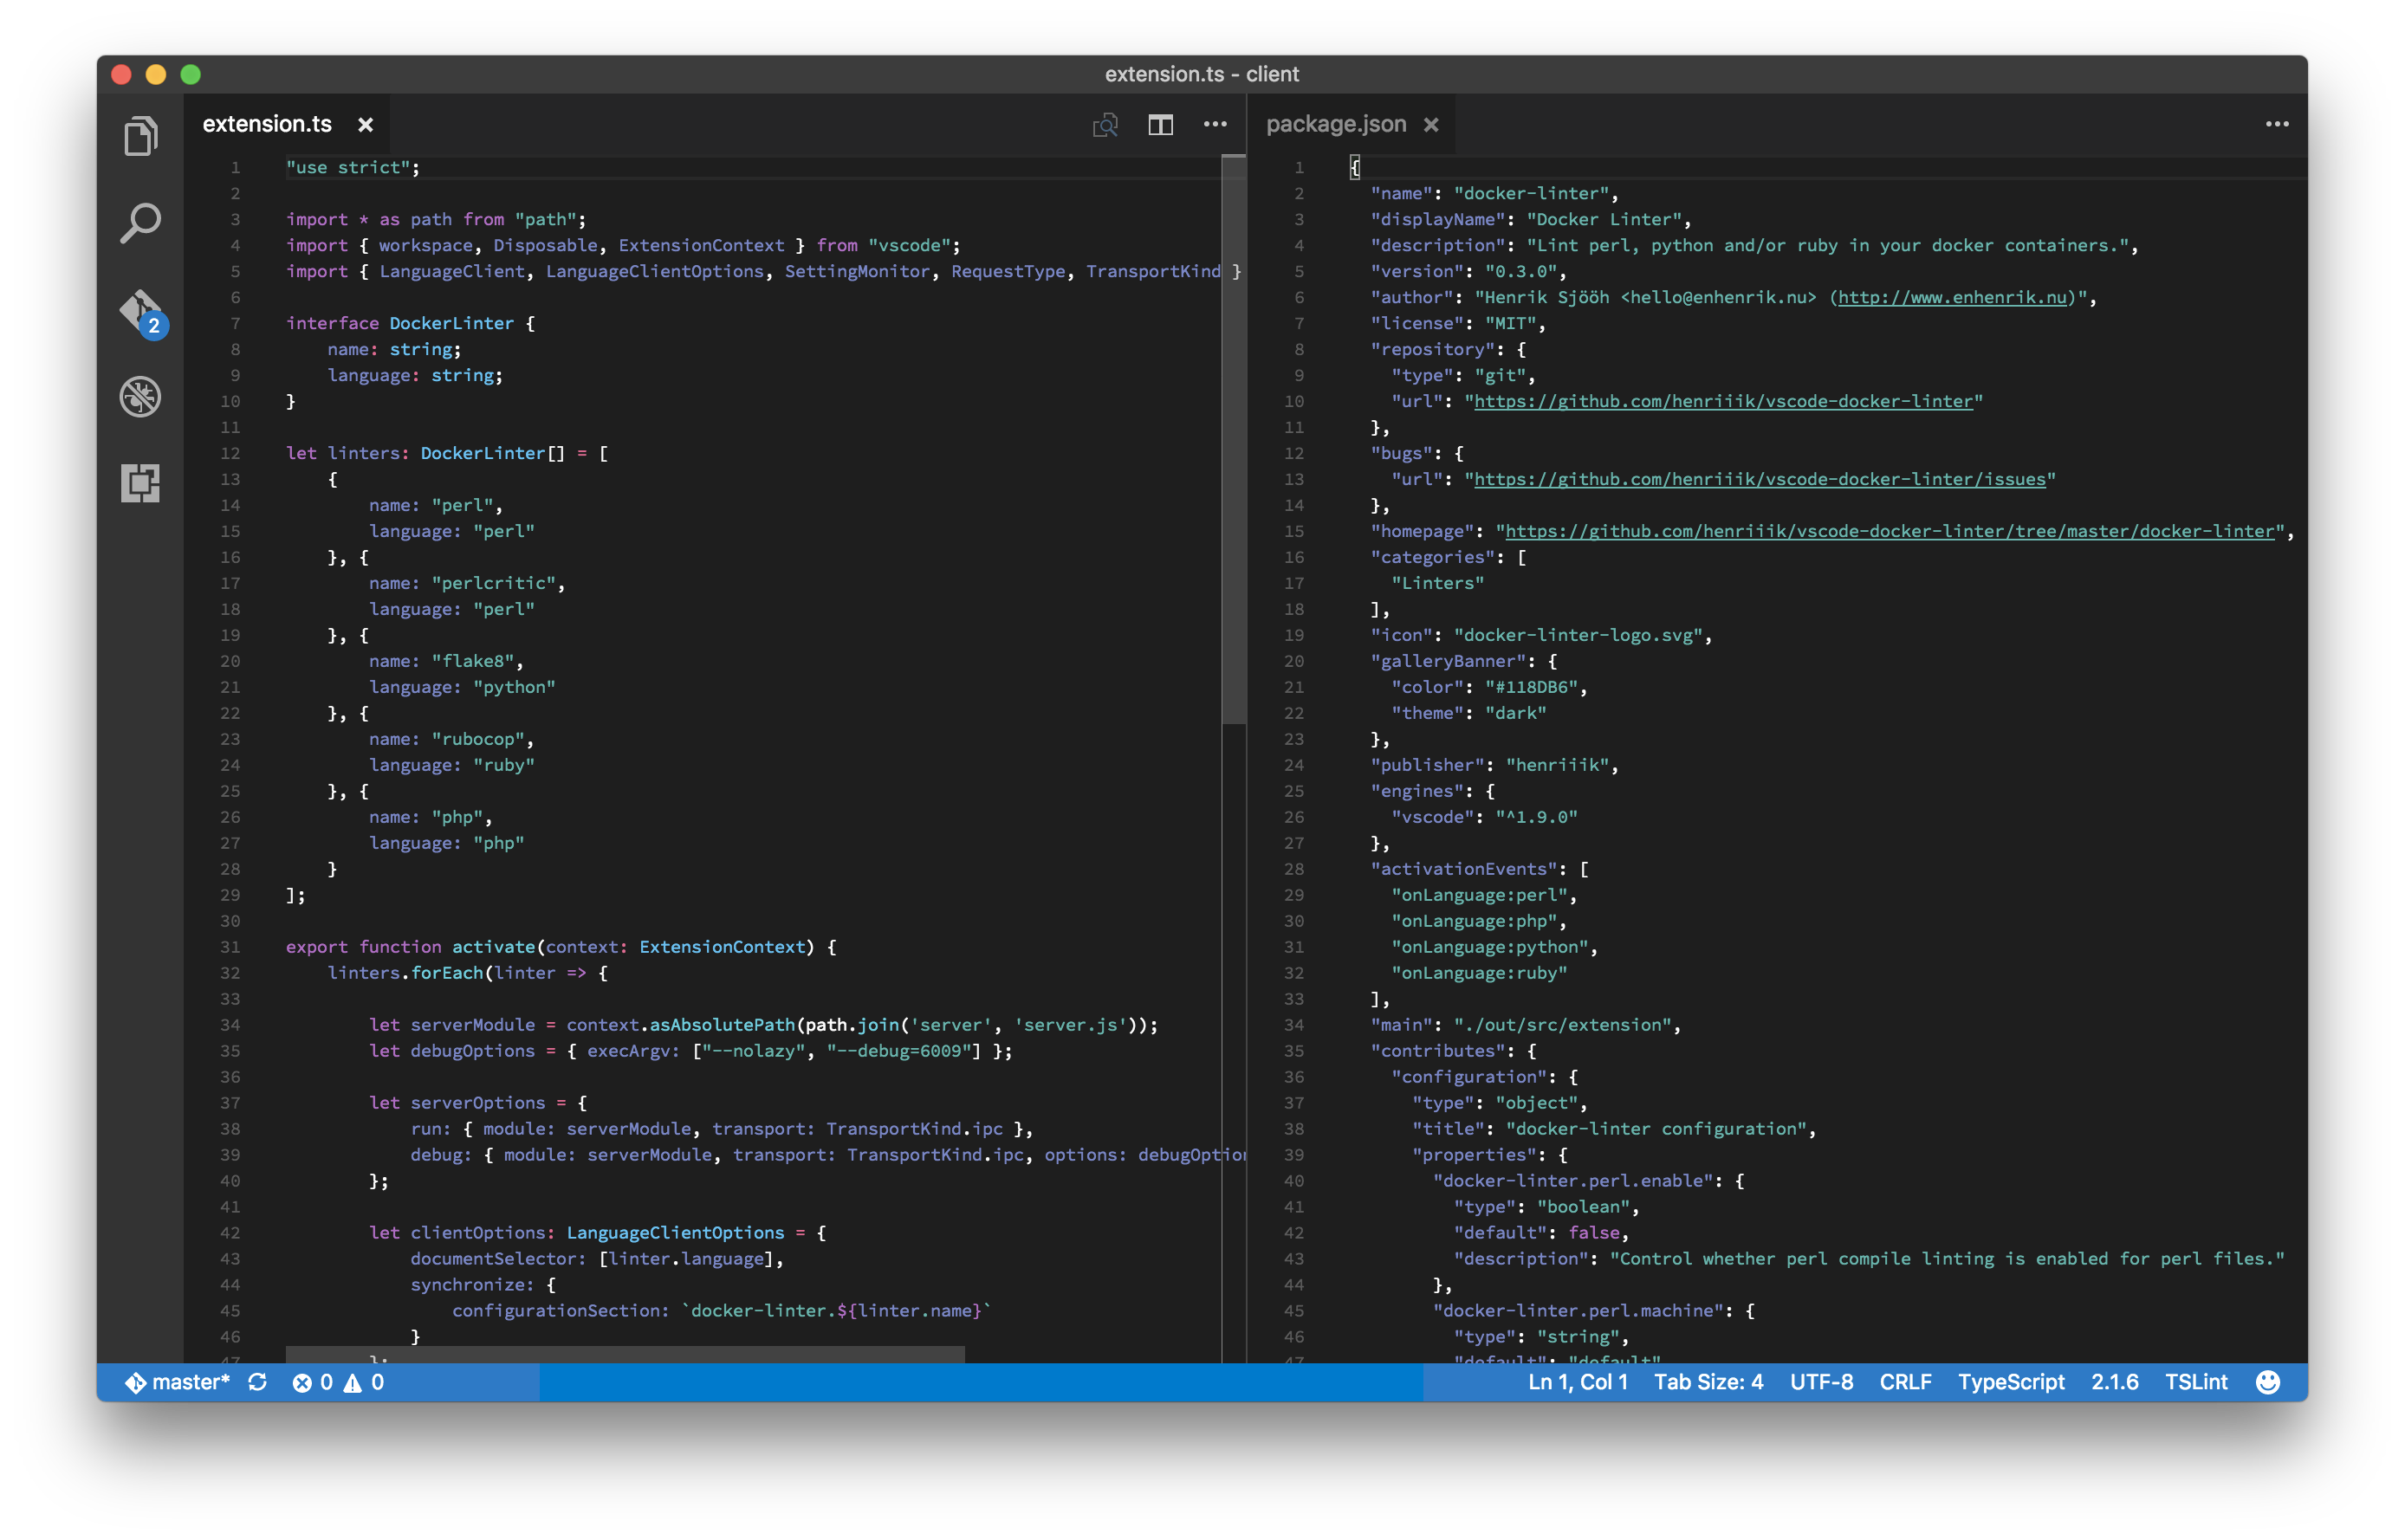 extension.ts - client
extension.ts
1 "use strict";
2
3 import * as path from "path";
4 import { workspace, Disposable, ExtensionContext } from "vscode";
5 import { LanguageClient, LanguageClientOptions, SettingMonitor, RequestType, TransportKind }
6
7 interface DockerLinter {
8 name: string;
9 language: string;
10 }
11
12 let linters: DockerLinter[] = [
13 {
14 name: "perl",
15 language: "perl"
16 }, {
17 name: "perlcritic",
18 language: "perl"
19 }, {
20 name: "flake8",
21 language: "python"
22 }, {
23 name: "rubocop",
24 language: "ruby"
25 }, {
26 name: "php",
27 language: "php"
28 }
29 ];
30
31 export function activate(context: ExtensionContext) {
32 linters.forEach(linter => {
33
34 let serverModule = context.asAbsolutePath(path.join('server', 'server.js'));
35 let debugOptions = { execArgv: ["--nolazy", "--debug=6009"] };
36
37 let serverOptions = {
38 run: { module: serverModule, transport: TransportKind.ipc },
39 debug: { module: serverModule, transport: TransportKind.ipc, options: debugOption
40 };
41
42 let clientOptions: LanguageClientOptions = {
43 documentSelector: [linter.language],
44 synchronize: {
45 configurationSection: `docker-linter.${linter.name}`
46 }
47 };
package.json
1 {
2 "name": "docker-linter",
3 "displayName": "Docker Linter",
4 "description": "Lint perl, python and/or ruby in your docker containers.",
5 "version": "0.3.0",
6 "author": "Henrik Sjööh <hello@enhenrik.nu> (http://www.enhenrik.nu)",
7 "license": "MIT",
8 "repository": {
9 "type": "git",
10 "url": "https://github.com/henriiik/vscode-docker-linter"
11 },
12 "bugs": {
13 "url": "https://github.com/henriiik/vscode-docker-linter/issues"
14 },
15 "homepage": "https://github.com/henriiik/vscode-docker-linter/tree/master/docker-linter",
16 "categories": [
17 "Linters"
18 ],
19 "icon": "docker-linter-logo.svg",
20 "galleryBanner": {
21 "color": "#118DB6",
22 "theme": "dark"
23 },
24 "publisher": "henriiik",
25 "engines": {
26 "vscode": "^1.9.0"
27 },
28 "activationEvents": [
29 "onLanguage:perl",
30 "onLanguage:php",
31 "onLanguage:python",
32 "onLanguage:ruby"
33 ],
34 "main": "./out/src/extension",
35 "contributes": {
36 "configuration": {
37 "type": "object",
38 "title": "docker-linter configuration",
39 "properties": {
40 "docker-linter.perl.enable": {
41 "type": "boolean",
42 "default": false,
43 "description": "Control whether perl compile linting is enabled for perl files."
44 },
45 "docker-linter.perl.machine": {
46 "type": "string",
47 "default": "default"
2
master* 0 0
Ln 1, Col 1 Tab Size: 4 UTF-8 CRLF TypeScript 2.1.6 TSLint